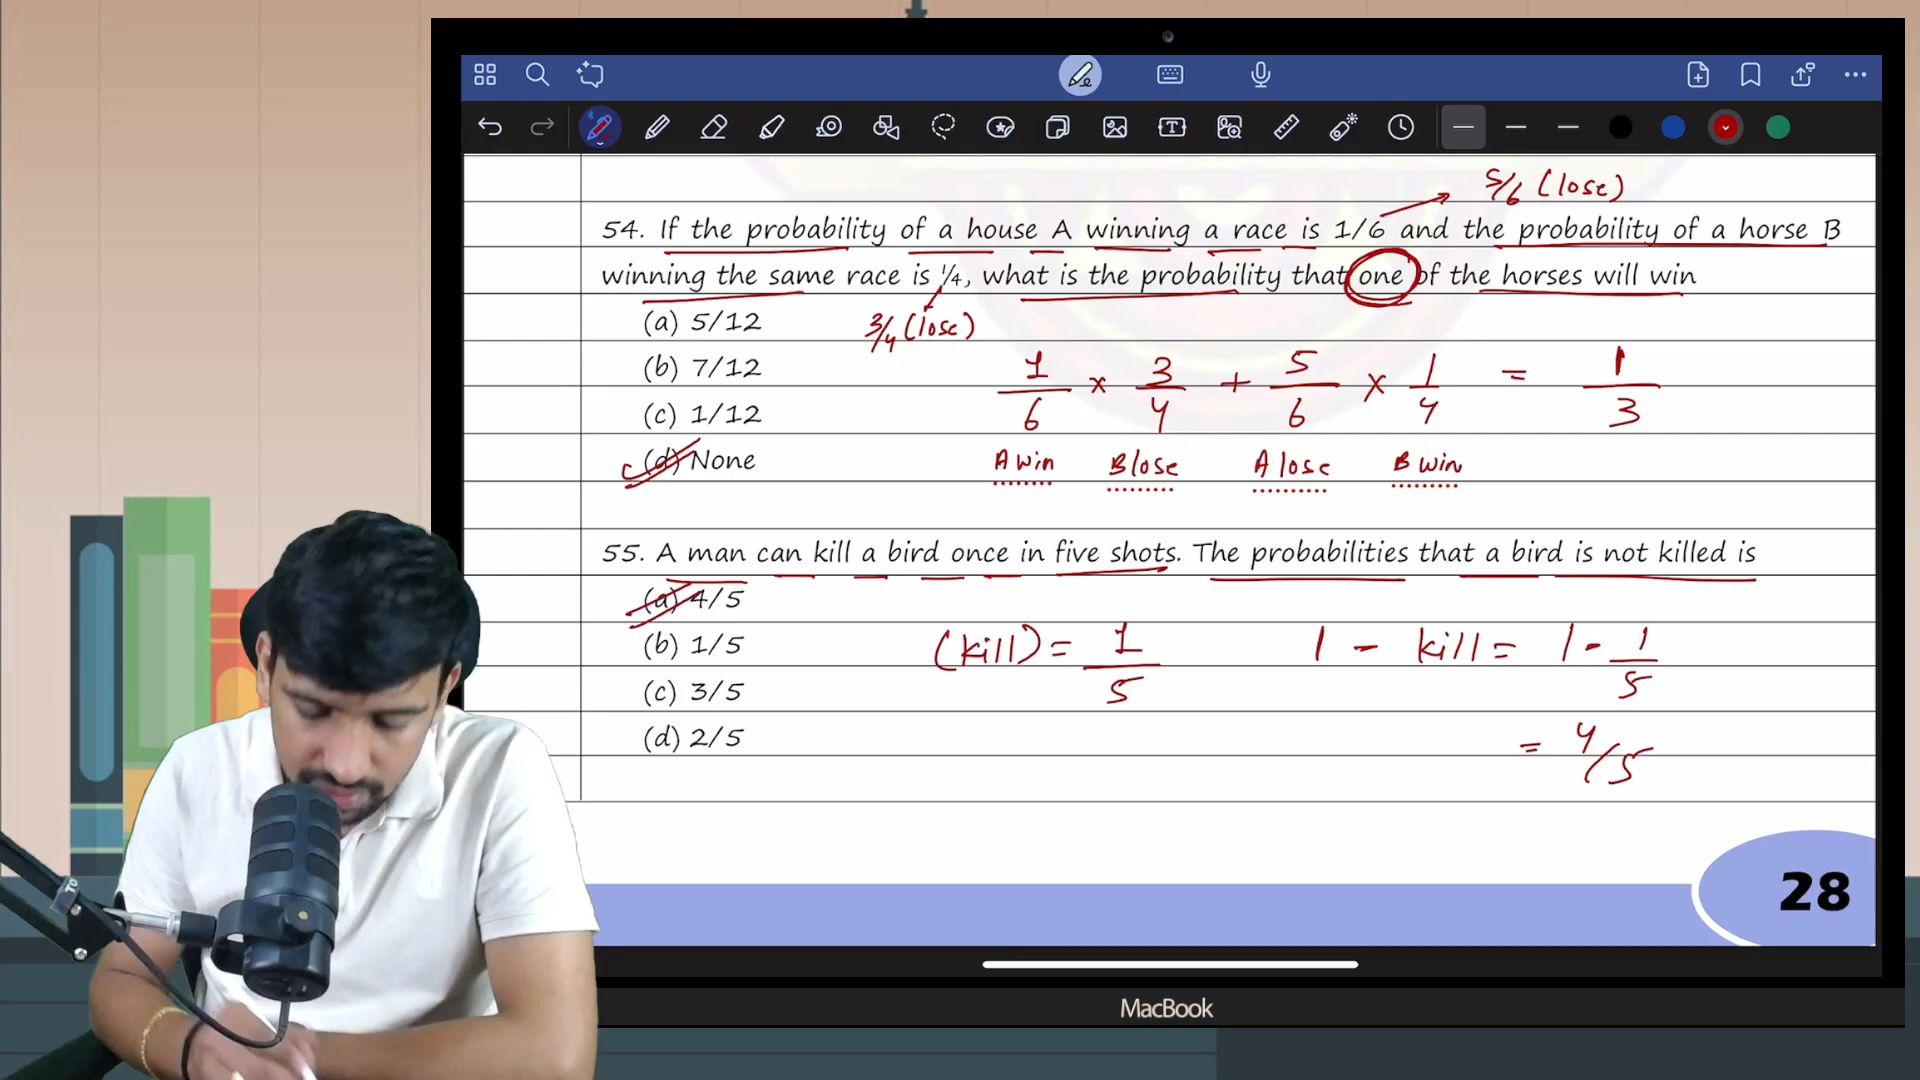 5/6 (lose)
54. If the probability of a house A winning a race is 1/6 and the probability of a horse B
winning the same race is ¼, what is the probability that one of the horses will win
(a) 5/12
3/4 (lose)
(b) 7/12
1/6 × 3/4 + 5/6 × 1/4 = 1/3
(c) 1/12
(d) None
A win B lose A lose B win
55. A man can kill a bird once in five shots. The probabilities that a bird is not killed is
(a) 4/5
(b) 1/5
(kill) = 1/5 1 - kill = 1 - 1/5
(c) 3/5
(d) 2/5
= 4/5
28
MacBook